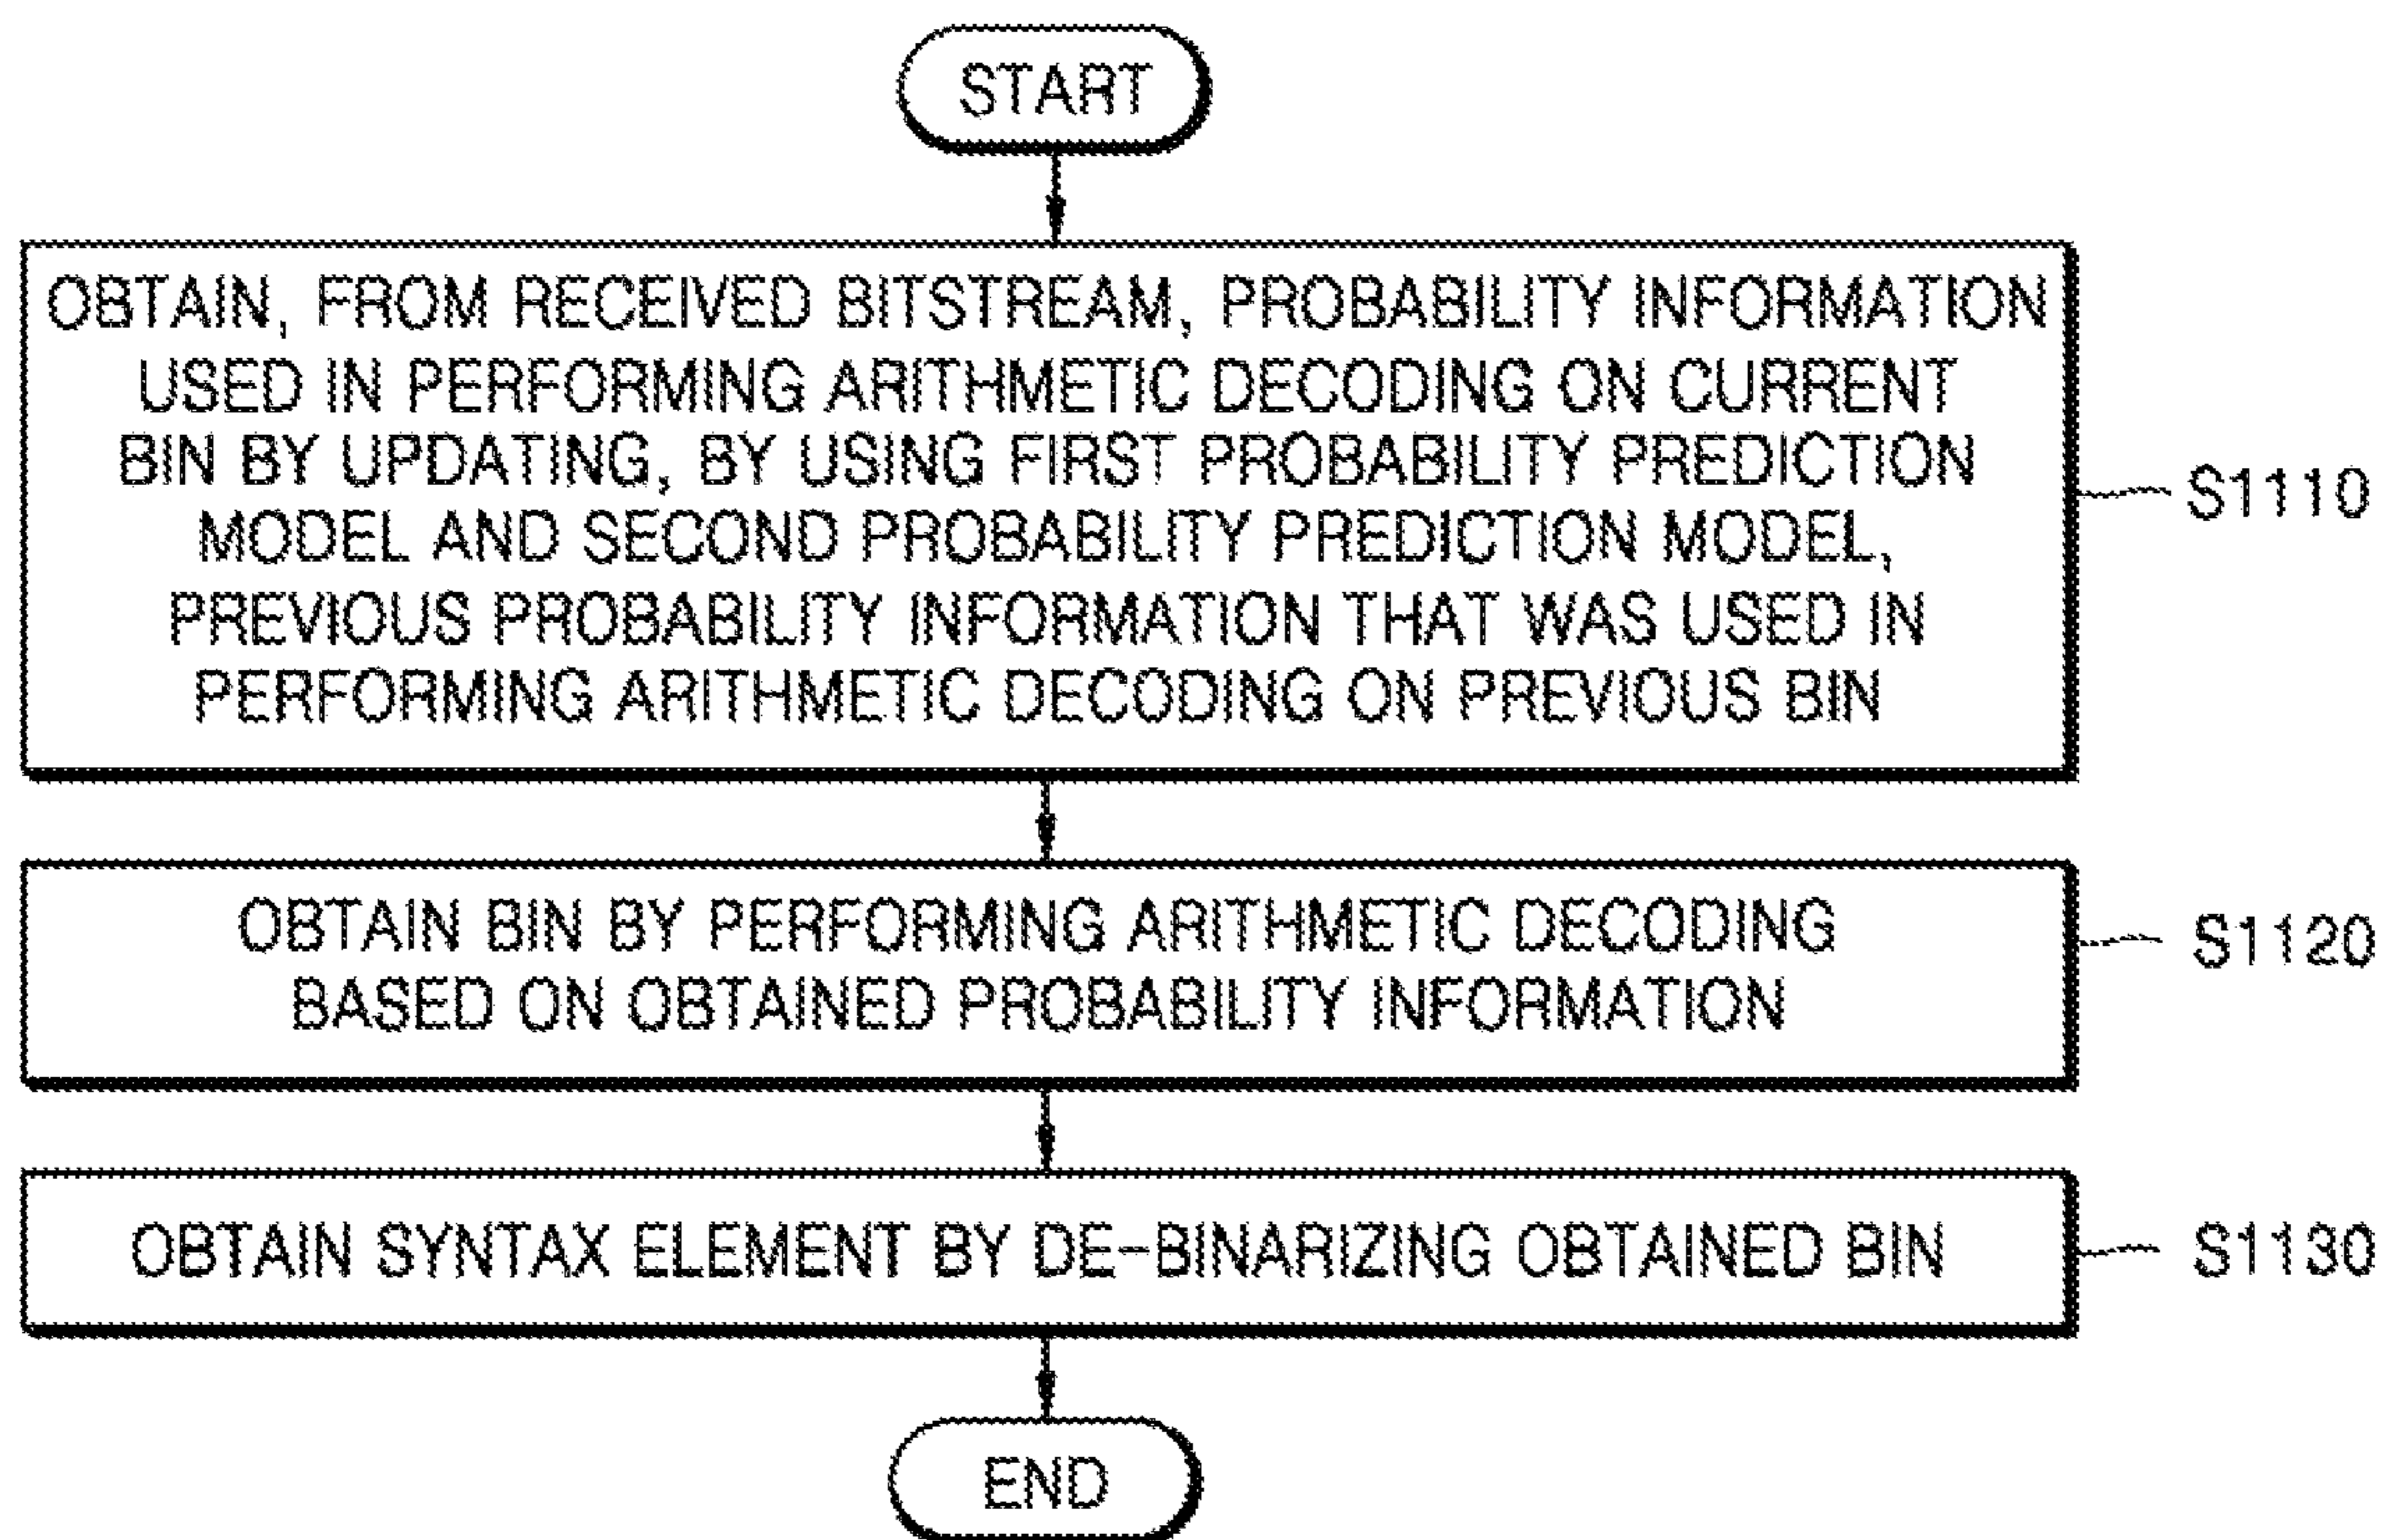 START
OBTAIN, FROM RECEIVED BITSTREAM, PROBABILITY INFORMATION
USED IN PERFORMING ARITHMETIC DECODING ON CURRENT
BIN BY UPDATING, BY USING FIRST PROBABILITY PREDICTION
MODEL AND SECOND PROBABILITY PREDICTION MODEL,
PREVIOUS PROBABILITY INFORMATION THAT WAS USED IN
PERFORMING ARITHMETIC DECODING ON PREVIOUS BIN
S1110
OBTAIN BIN BY PERFORMING ARITHMETIC DECODING
BASED ON OBTAINED PROBABILITY INFORMATION
S1120
OBTAIN SYNTAX ELEMENT BY DE-BINARIZING OBTAINED BIN
S1130
END